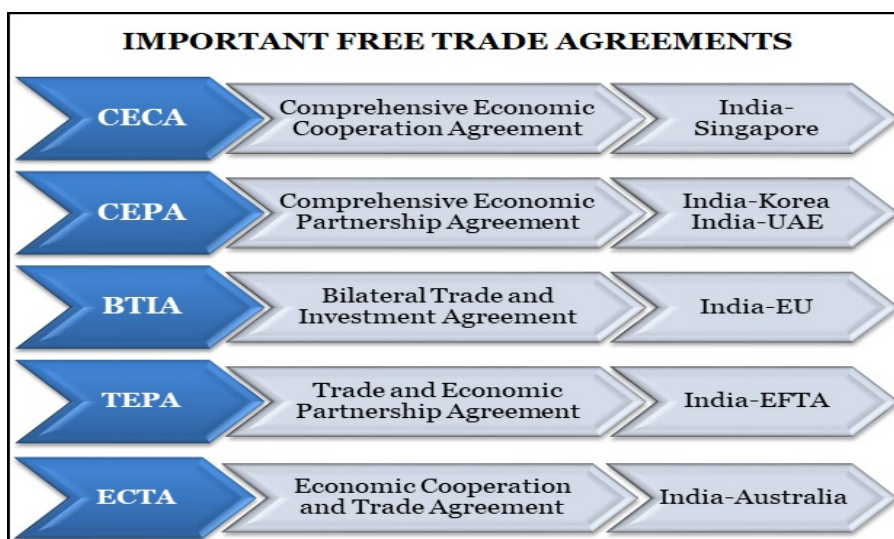 IMPORTANT FREE TRADE AGREEMENTS
CECA
Comprehensive Economic
Cooperation Agreement
India-
Singapore
CEPA
Comprehensive Economic
Partnership Agreement
India-Korea
India-UAE
BTIA
Bilateral Trade and
Investment Agreement
India-EU
TEPA
Trade and Economic
Partnership Agreement
India-EFTA
ECTA
Economic Cooperation
and Trade Agreement
India-Australia